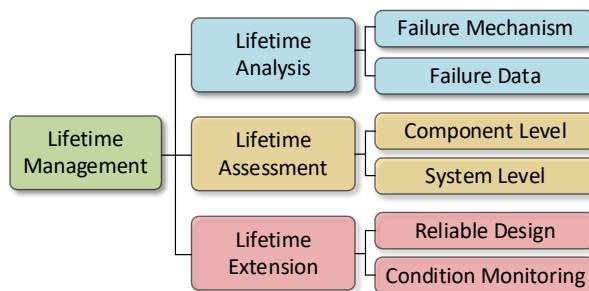 Lifetime
Management
Lifetime
Analysis
Failure Mechanism
Failure Data
Lifetime
Assessment
Component Level
System Level
Lifetime
Extension
Reliable Design
Condition Monitoring